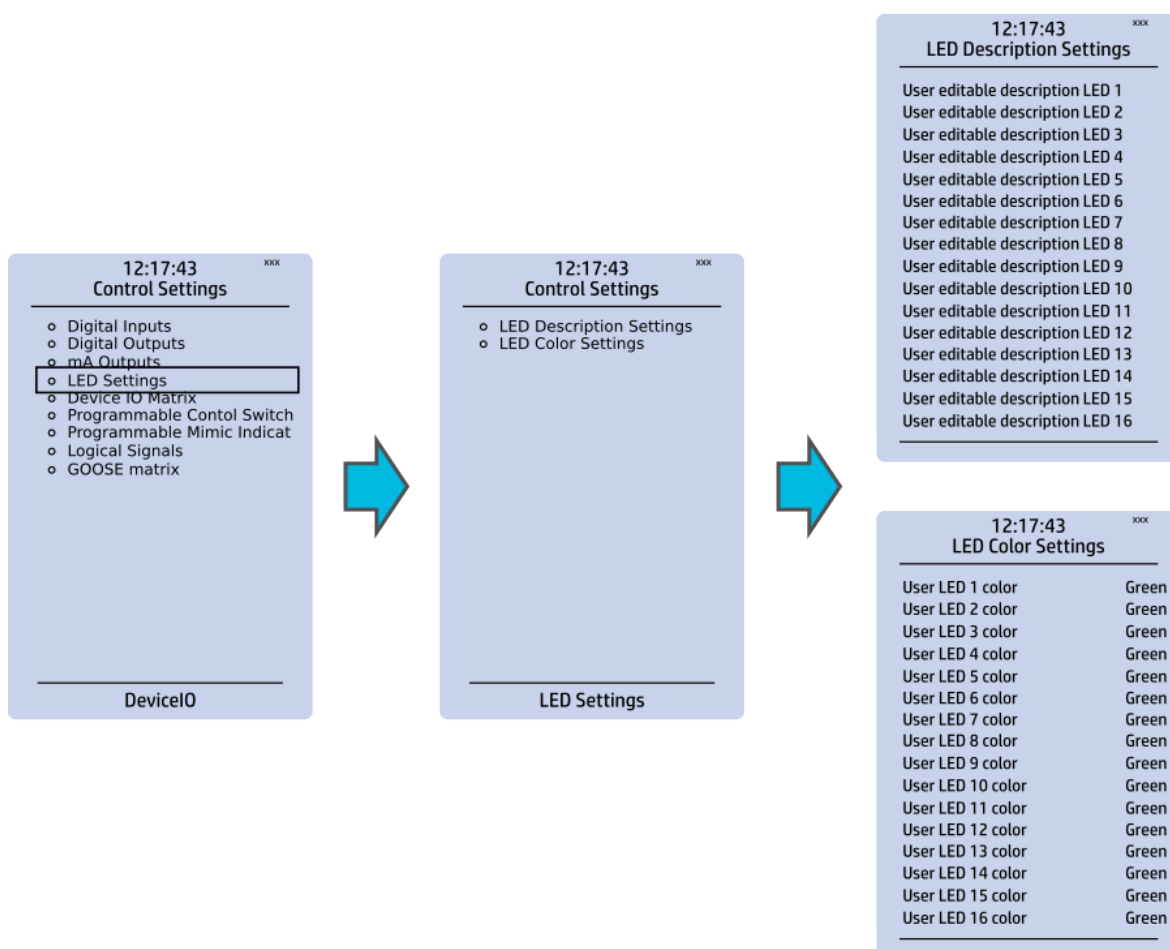 12:17:43 xxx
Control Settings
Digital Inputs
Digital Outputs
mA Outputs
LED Settings
Device IO Matrix
Programmable Contol Switch
Programmable Mimic Indicat
Logical Signals
GOOSE matrix
DeviceIO
12:17:43 xxx
Control Settings
LED Description Settings
LED Color Settings
LED Settings
12:17:43 xxx
LED Description Settings
User editable description LED 1
User editable description LED 2
User editable description LED 3
User editable description LED 4
User editable description LED 5
User editable description LED 6
User editable description LED 7
User editable description LED 8
User editable description LED 9
User editable description LED 10
User editable description LED 11
User editable description LED 12
User editable description LED 13
User editable description LED 14
User editable description LED 15
User editable description LED 16
12:17:43 xxx
LED Color Settings
User LED 1 color Green
User LED 2 color Green
User LED 3 color Green
User LED 4 color Green
User LED 5 color Green
User LED 6 color Green
User LED 7 color Green
User LED 8 color Green
User LED 9 color Green
User LED 10 color Green
User LED 11 color Green
User LED 12 color Green
User LED 13 color Green
User LED 14 color Green
User LED 15 color Green
User LED 16 color Green